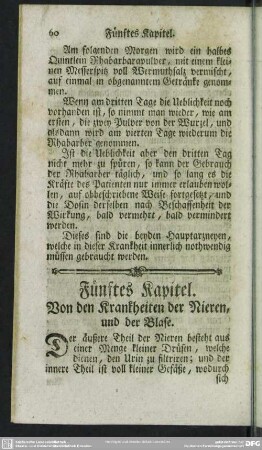 60 Fünftes Kapitel.
Am folgenden Morgen wird ein halbes
Quintlein Rhabarbarapulver, mit einem klei-
nen Messerspitz voll Wermuthsalz vermischt,
auf einmal in obgenanntem Getränke genom-
men.
Wenn am dritten Tage die Ueblichkeit noch
vorhanden ist, so nimmt man wieder, wie am
ersten, die zwey Pulver von der Wurzel, und
alsdann wird am vierten Tage wiederum die
Rhabarber genommen.
Ist die Ueblichkeit aber den dritten Tag
nicht mehr zu spüren, so kann der Gebrauch
der Rhabarber täglich, und so lang es die
Kräfte des Patienten nur immer erlauben wol-
len, auf obbeschriebene Weise fortgesetzt, und
die Dosin derselben nach Beschaffenheit der
Wirkung, bald vermehrt, bald vermindert
werden.
Dieses sind die beyden Hauptarzneyen,
welche in dieser Krankheit innerlich nothwendig
müssen gebraucht werden.
Fünftes Kapitel.
Von den Krankheiten der Nieren,
und der Blase.
Der äußere Theil der Nieren besteht aus
einer Menge kleiner Drüsen, welche
dienen, den Urin zu filtriren; und der
innere Theil ist voll kleiner Gefäße, wodurch
sich